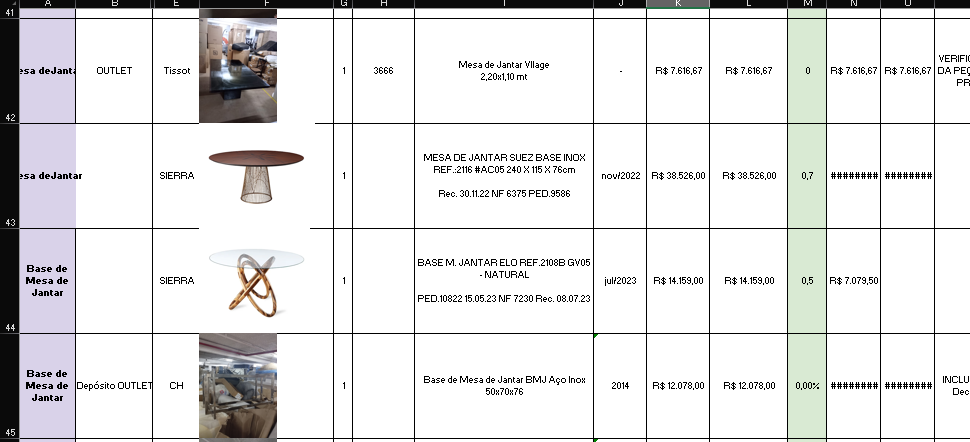 A B E F G H I J K L M N O
41
esa deJanta OUTLET Tissot 1 3666 Mesa de Jantar Vllage - R$ 7.616,67 R$ 7.616,67 0 R$ 7.616,67 R$ 7.616,67
2,20x1,10 mt
VERIFIC
DA PEÇ
PR
42
esa deJantar SIERRA 1 MESA DE JANTAR SUEZ BASE INOX nov/2022 R$ 38.526,00 R$ 38.526,00 0,7 ######## ########
REF.:2116 #AC05 240 X 115 X 76cm
Rec. 30.11.22 NF 6375 PED.9586
43
Base de
Mesa de
Jantar
SIERRA 1 BASE M. JANTAR ELO REF.2108B GV05 jul/2023 R$ 14.159,00 R$ 14.159,00 0,5 R$ 7.079,50
- NATURAL
PED.10822 15.05.23 NF 7230 Rec. 08.07.23
44
Base de
Mesa de
Jantar
Depósito OUTLET CH 1 Base de Mesa de Jantar BMJ Aço Inox 2014 R$ 12.078,00 R$ 12.078,00 0,00% ######## ########
50x70x76
INCLU
Dec
45